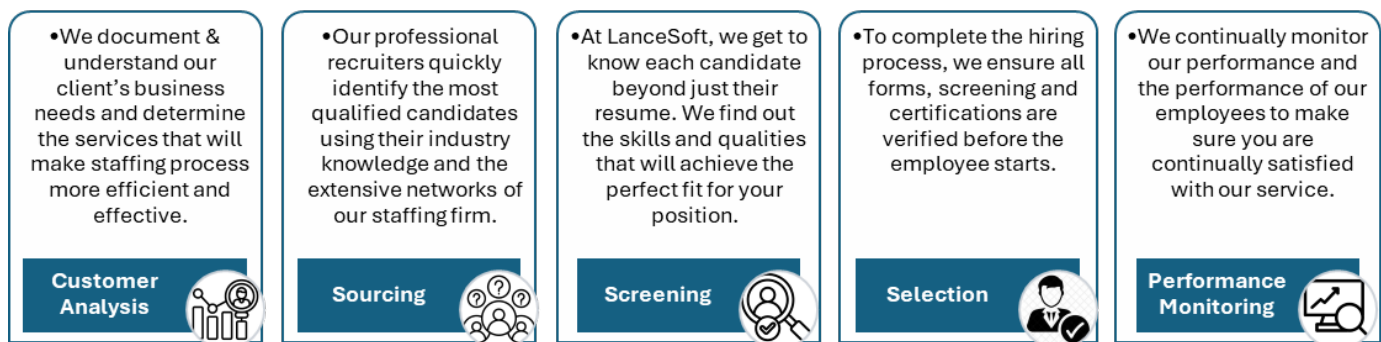 •We document &
understand our
client’s business
needs and determine
the services that will
make staffing process
more efficient and
effective.
Customer
Analysis
•Our professional
recruiters quickly
identify the most
qualified candidates
using their industry
knowledge and the
extensive networks of
our staffing firm.
Sourcing
•At LanceSoft, we get to
know each candidate
beyond just their
resume. We find out
the skills and qualities
that will achieve the
perfect fit for your
position.
Screening
•To complete the hiring
process, we ensure all
forms, screening and
certifications are
verified before the
employee starts.
Selection
•We continually monitor
our performance and
the performance of our
employees to make
sure you are
continually satisfied
with our service.
Performance
Monitoring